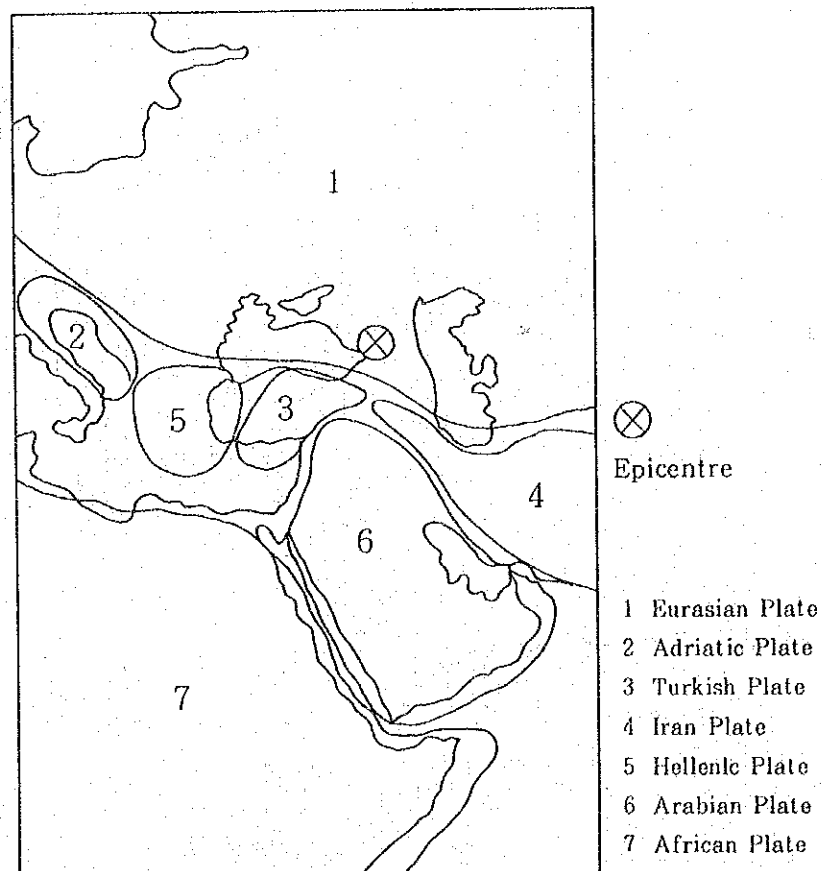 1
2
3
5
4
6
7
Epicentre
1 Eurasian Plate
2 Adriatic Plate
3 Turkish Plate
4 Iran Plate
5 Hellenic Plate
6 Arabian Plate
7 African Plate